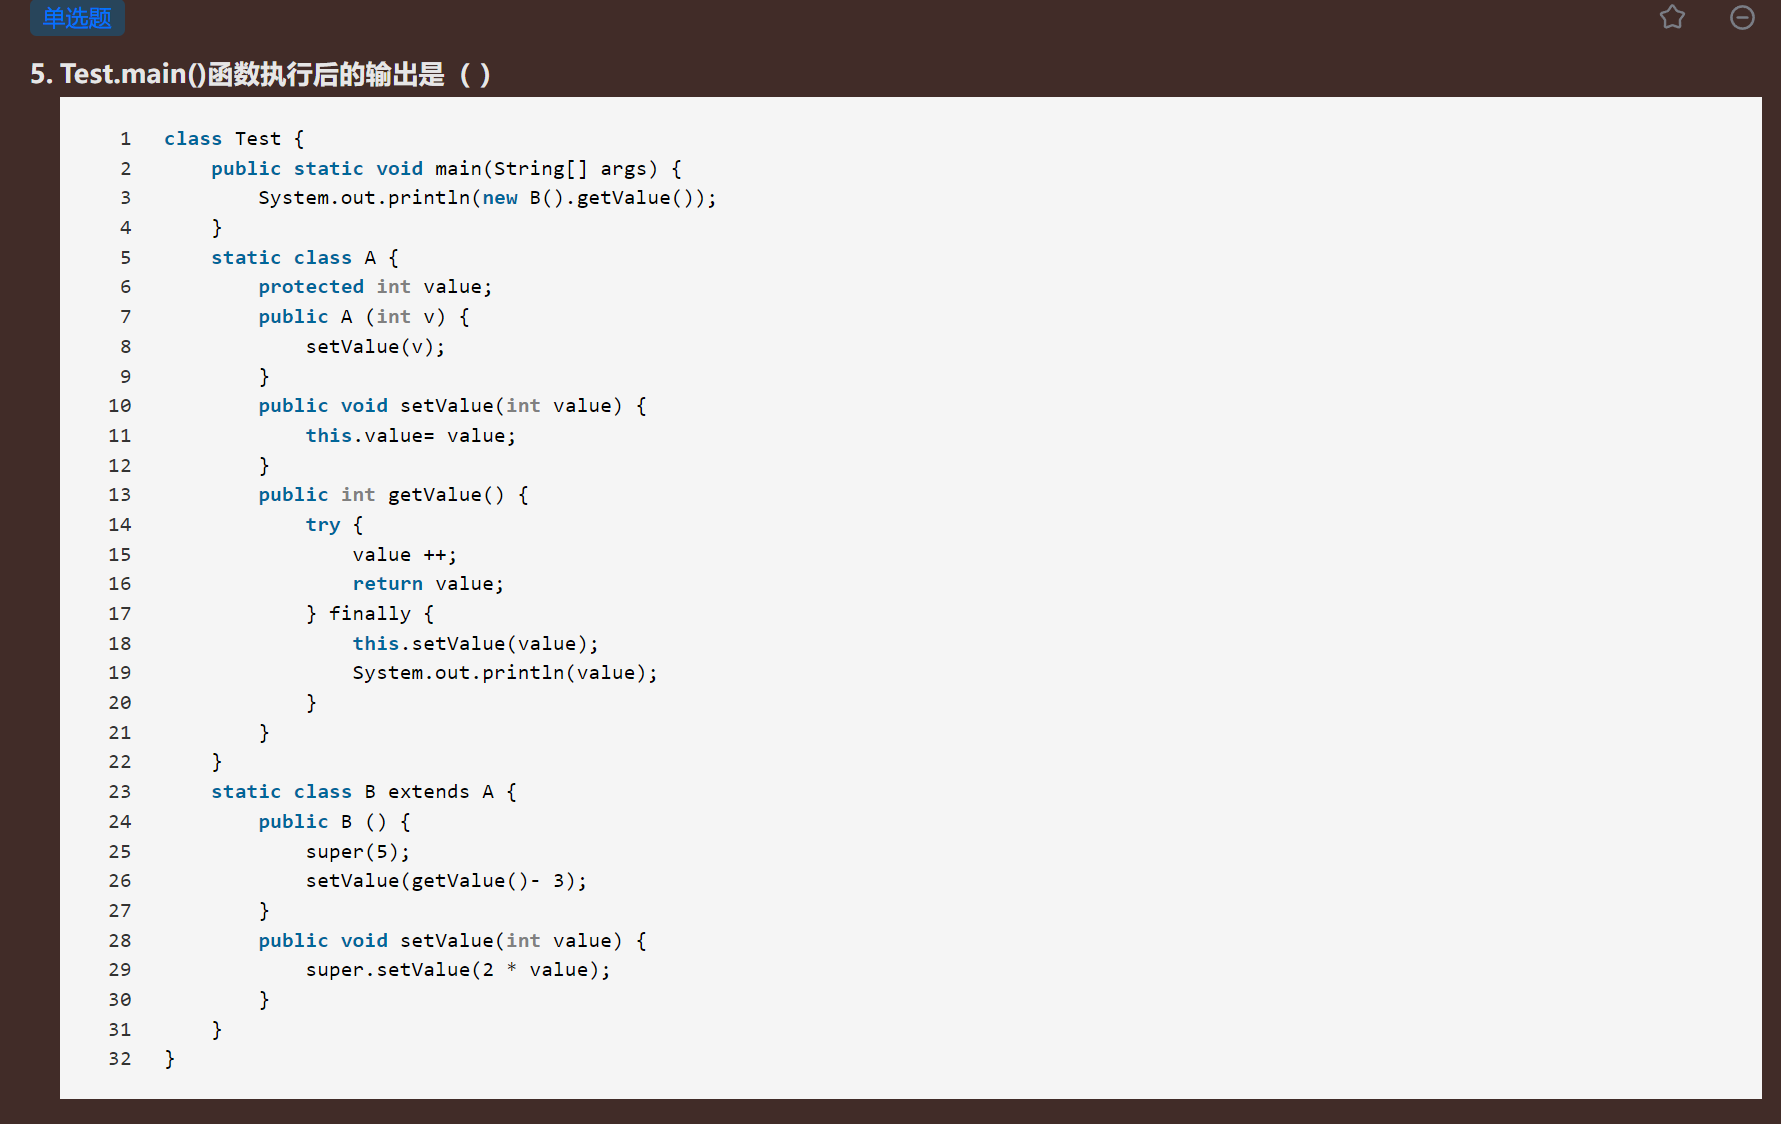 单选题
5. Test.main()函数执行后的输出是（ ）
1 class Test {
2 public static void main(String[] args) {
3 System.out.println(new B().getValue());
4 }
5 static class A {
6 protected int value;
7 public A (int v) {
8 setValue(v);
9 }
10 public void setValue(int value) {
11 this.value= value;
12 }
13 public int getValue() {
14 try {
15 value ++;
16 return value;
17 } finally {
18 this.setValue(value);
19 System.out.println(value);
20 }
21 }
22 }
23 static class B extends A {
24 public B () {
25 super(5);
26 setValue(getValue()- 3);
27 }
28 public void setValue(int value) {
29 super.setValue(2 * value);
30 }
31 }
32 }